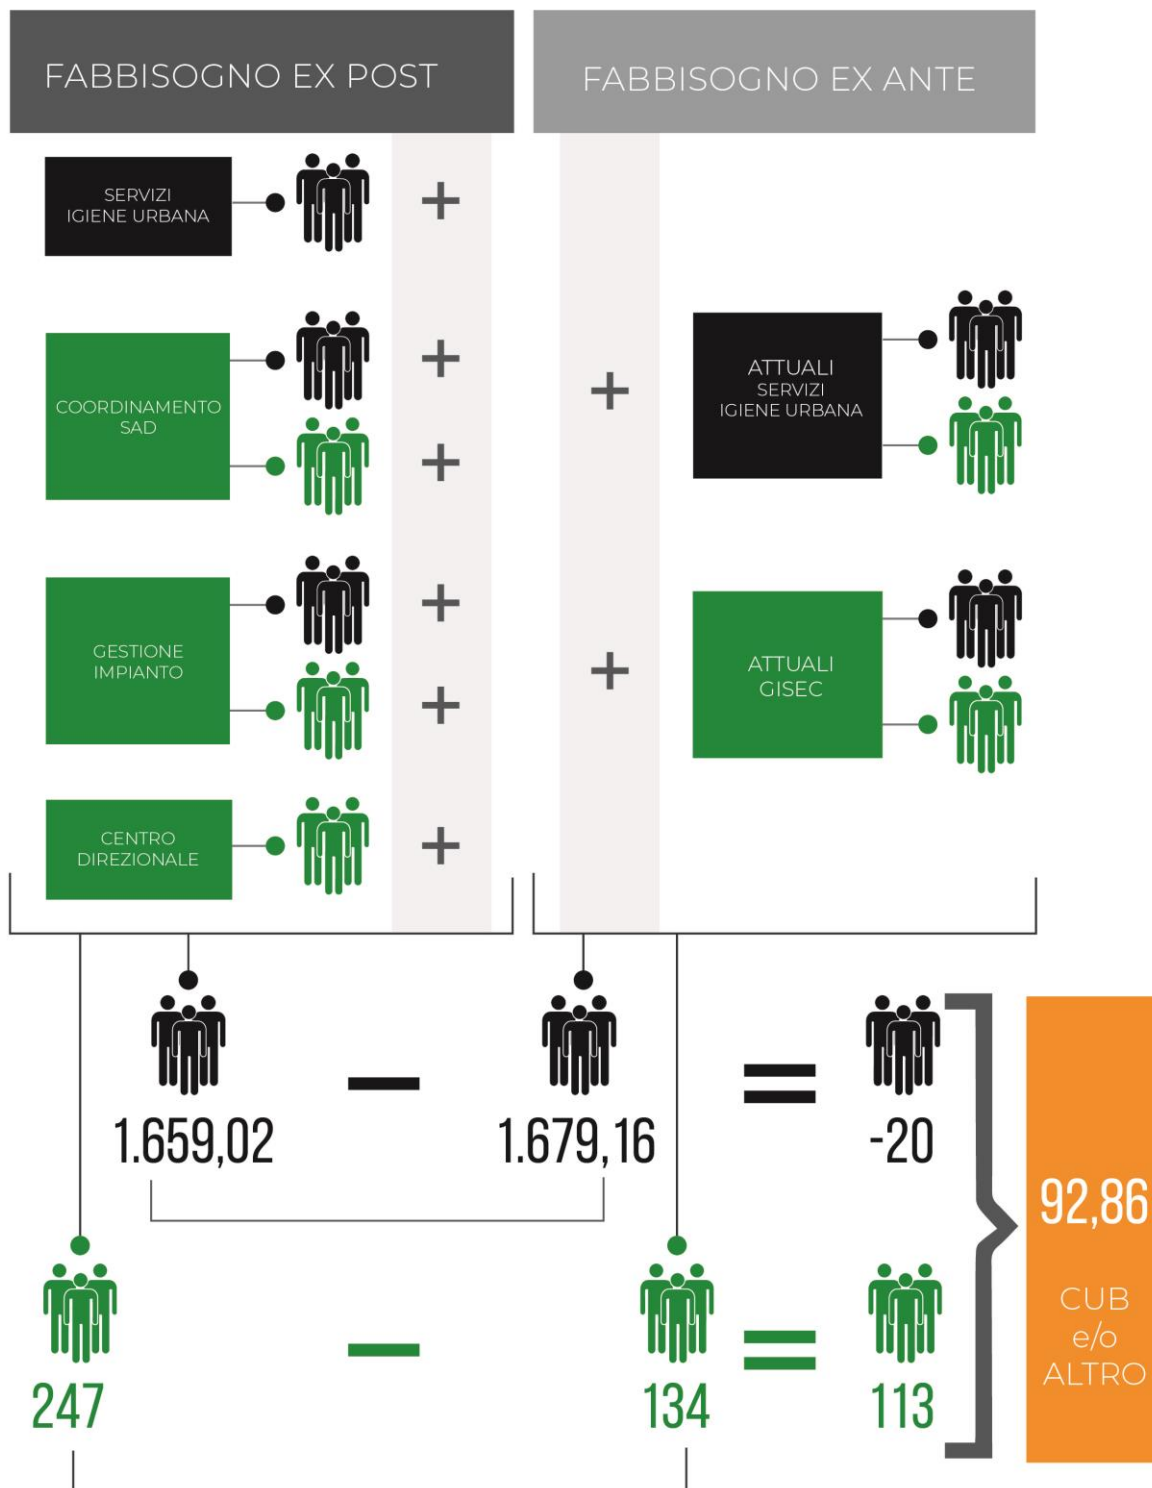 FABBISOGNO EX POST
FABBISOGNO EX ANTE
SERVIZI
IGIENE URBANA
+
COORDINAMENTO
SAD
+
+
GESTIONE
IMPIANTO
+
+
CENTRO
DIREZIONALE
+
+
ATTUALI
SERVIZI
IGIENE URBANA
+
ATTUALI
GISEC
1.659,02
–
1.679,16
=
-20
247
–
134
=
113
92,86
CUB
e/o
ALTRO